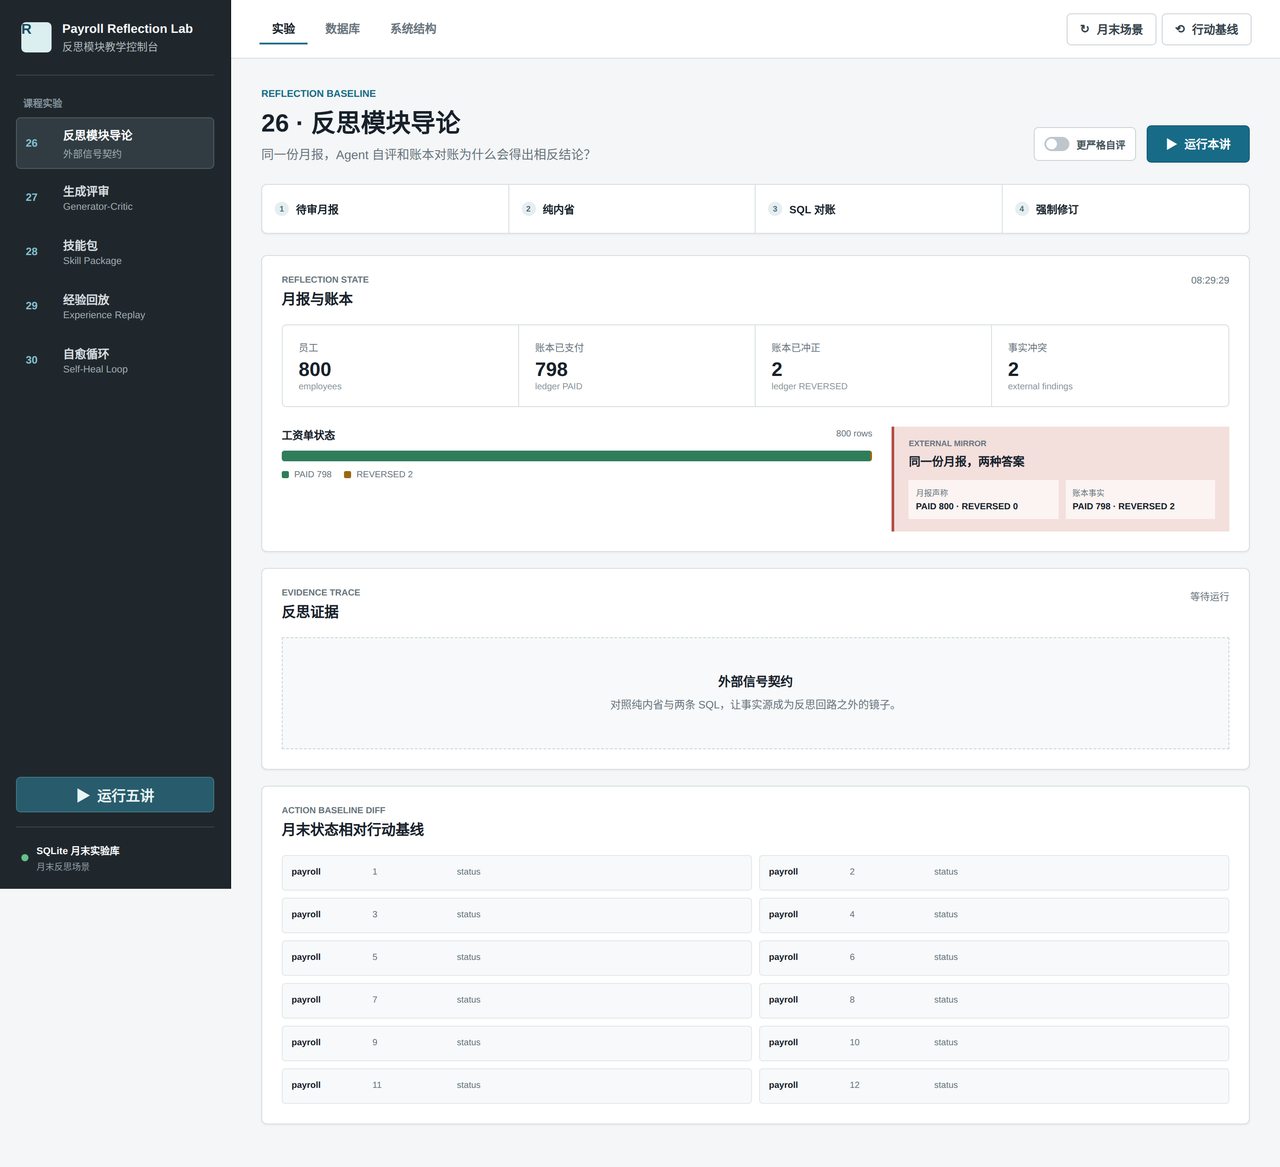 R
Payroll Reflection Lab
反思模块教学控制台
课程实验
26
反思模块导论
外部信号契约
27
生成评审
Generator-Critic
28
技能包
Skill Package
29
经验回放
Experience Replay
30
自愈循环
Self-Heal Loop
▶ 运行五讲
SQLite 月末实验库
月末反思场景
实验 数据库 系统结构
↻ 月末场景 ⟲ 行动基线
REFLECTION BASELINE
26 · 反思模块导论
同一份月报，Agent 自评和账本对账为什么会得出相反结论？
更严格自评 ▶ 运行本讲
1 待审月报 2 纯内省 3 SQL 对账 4 强制修订
REFLECTION STATE
月报与账本
08:29:29
员工
800
employees
账本已支付
798
ledger PAID
账本已冲正
2
ledger REVERSED
事实冲突
2
external findings
工资单状态 800 rows
PAID 798 REVERSED 2
EXTERNAL MIRROR
同一份月报，两种答案
月报声称
PAID 800 · REVERSED 0
账本事实
PAID 798 · REVERSED 2
EVIDENCE TRACE
反思证据
等待运行
外部信号契约
对照纯内省与两条 SQL，让事实源成为反思回路之外的镜子。
ACTION BASELINE DIFF
月末状态相对行动基线
payroll 1 status payroll 2 status
payroll 3 status payroll 4 status
payroll 5 status payroll 6 status
payroll 7 status payroll 8 status
payroll 9 status payroll 10 status
payroll 11 status payroll 12 status